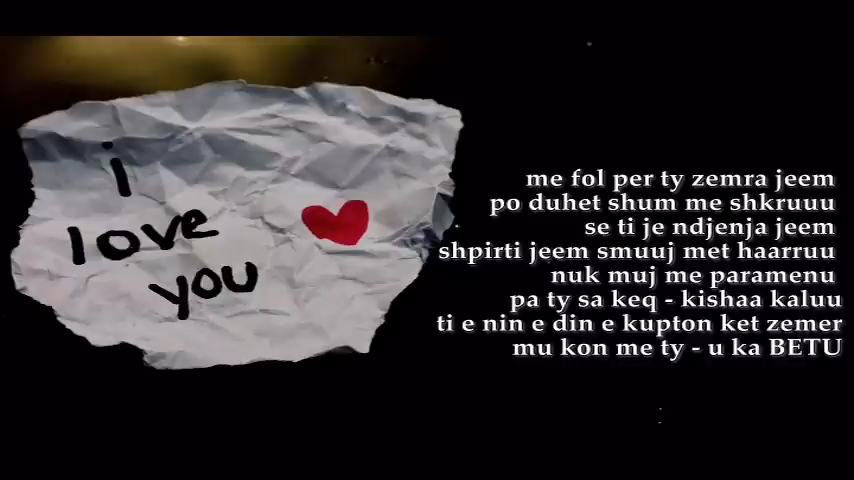 i
love
you
me fol per ty zemra jeem
po duhet shum me shkruuu
se ti je ndjenja jeem
shpirti jeem smuuj met haarruu
nuk muj me paramenu
pa ty sa keq - kishaa kaluu
ti e nin e din e kupton ket zemer
mu kon me ty - u ka BETU